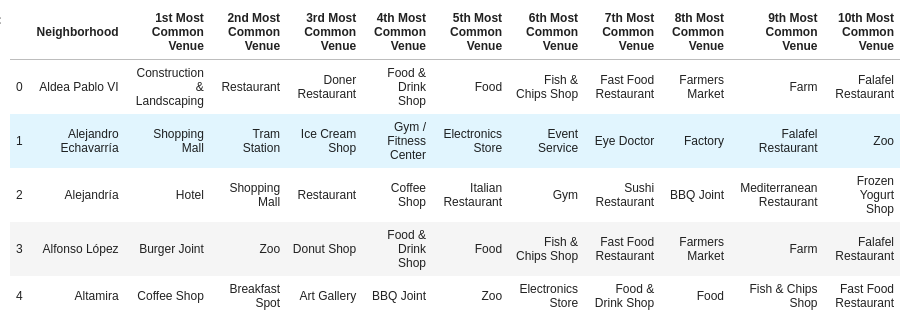 Neighborhood 1st Most Common Venue 2nd Most Common Venue 3rd Most Common Venue 4th Most Common Venue 5th Most Common Venue 6th Most Common Venue 7th Most Common Venue 8th Most Common Venue 9th Most Common Venue 10th Most Common Venue
0 Aldea Pablo VI Construction & Landscaping Restaurant Doner Restaurant Food & Drink Shop Food Fish & Chips Shop Fast Food Restaurant Farmers Market Farm Falafel Restaurant
1 Alejandro Echavarría Shopping Mall Tram Station Ice Cream Shop Gym / Fitness Center Electronics Store Event Service Eye Doctor Factory Falafel Restaurant Zoo
2 Alejandría Hotel Shopping Mall Restaurant Coffee Shop Italian Restaurant Gym Sushi Restaurant BBQ Joint Mediterranean Restaurant Frozen Yogurt Shop
3 Alfonso López Burger Joint Zoo Donut Shop Food & Drink Shop Food Fish & Chips Shop Fast Food Restaurant Farmers Market Farm Falafel Restaurant
4 Altamira Coffee Shop Breakfast Spot Art Gallery BBQ Joint Zoo Electronics Store Food & Drink Shop Food Fish & Chips Shop Fast Food Restaurant